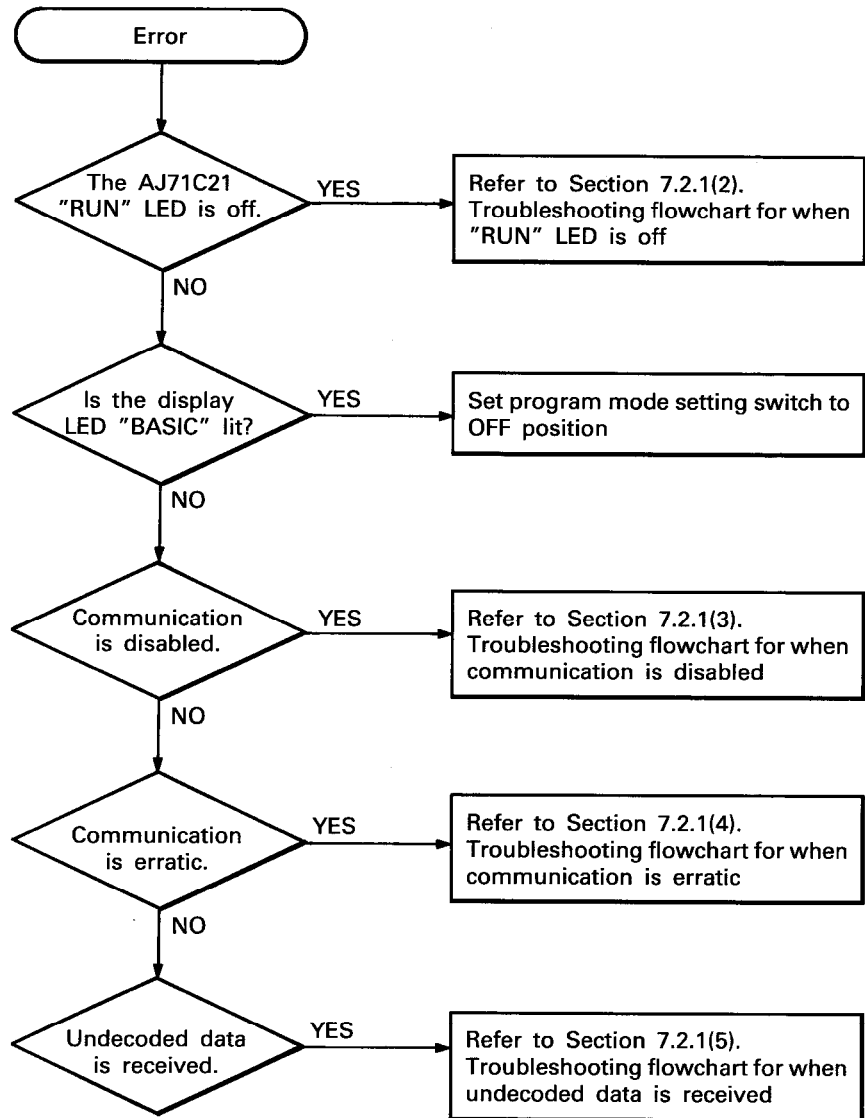 Error
The AJ71C21
"RUN" LED is off.
YES
Refer to Section 7.2.1(2).
Troubleshooting flowchart for when
"RUN" LED is off
NO
Is the display
LED "BASIC" lit?
YES
Set program mode setting switch to
OFF position
NO
Communication
is disabled.
YES
Refer to Section 7.2.1(3).
Troubleshooting flowchart for when
communication is disabled
NO
Communication
is erratic.
YES
Refer to Section 7.2.1(4).
Troubleshooting flowchart for when
communication is erratic
NO
Undecoded data
is received.
YES
Refer to Section 7.2.1(5).
Troubleshooting flowchart for when
undecoded data is received